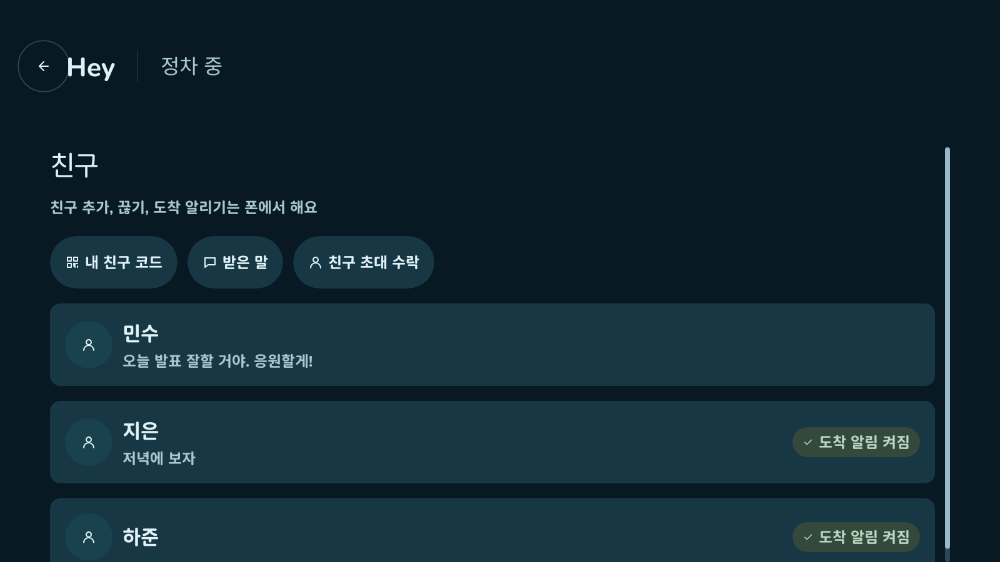 Hey
정차 중
친구
친구 추가, 끊기, 도착 알리기는 폰에서 해요
내 친구 코드
받은 말
친구 초대 수락
민수
오늘 발표 잘할 거야. 응원할게!
지은
저녁에 보자
도착 알림 켜짐
하준
도착 알림 켜짐